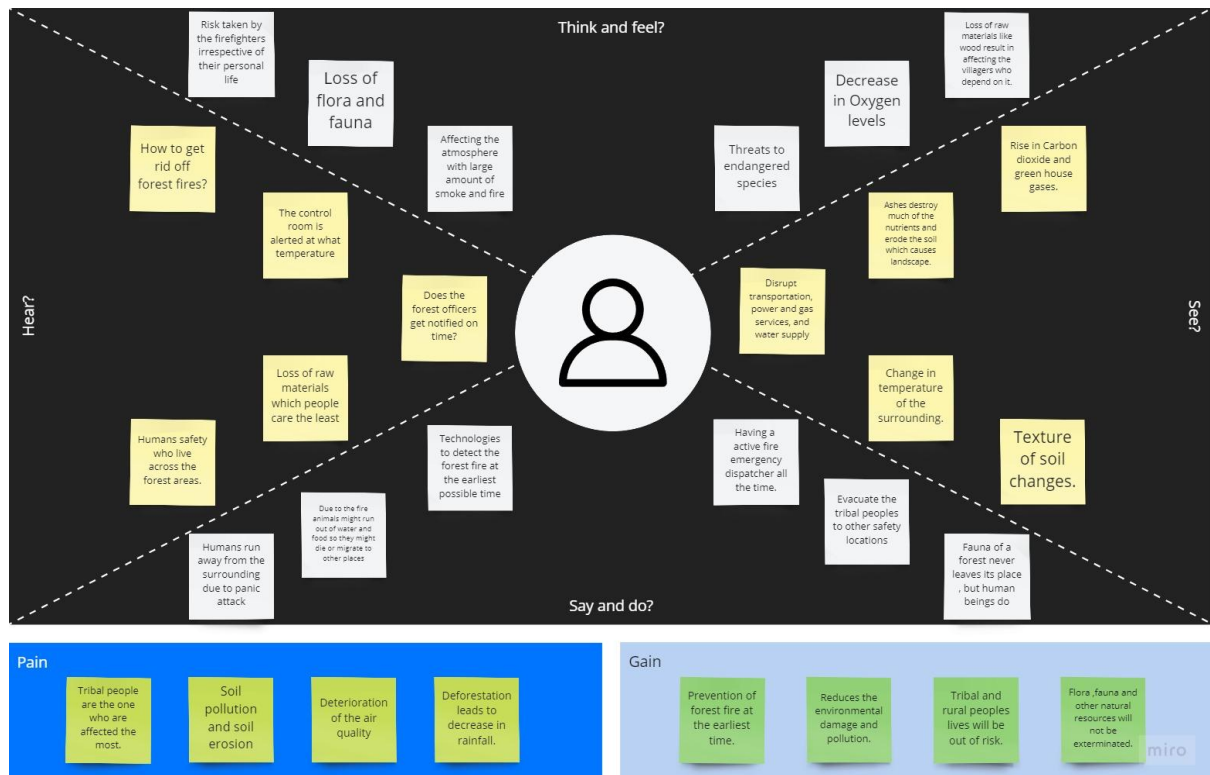 Think and feel?
Risk taken by
the firefighters
irrespective of
their personal
life
Loss of
flora and
fauna
Affecting the
atmosphere
with large
amount of
smoke and fire
Threats to
endangered
species
Decrease
in Oxygen
levels
Loss of raw
materials like
wood result in
affecting the
villagers who
depend on it.
Hear?
How to get
rid off
forest fires?
The control
room is
alerted at what
temperature
Does the
forest officers
get notified on
time?
Loss of raw
materials
which people
care the least
Humans safety
who live
across the
forest areas.
See?
Rise in Carbon
dioxide and
green house
gases.
Ashes destroy
much of the
nutrients and
erode the soil
which causes
landscape.
Disrupt
transportation,
power and gas
services, and
water supply
Change in
temperature
of the
surrounding.
Texture
of soil
changes.
Technologies
to detect the
forest fire at
the earliest
possible time
Due to the fire
animals might run
out of water and
food so they might
die or migrate to
other places
Humans run
away from the
surrounding
due to panic
attack
Having a
active fire
emergency
dispatcher all
the time.
Evacuate the
tribal peoples
to other safety
locations
Fauna of a
forest never
leaves its place
, but human
beings do
Say and do?
Pain
Tribal people
are the one
who are
affected the
most.
Soil
pollution
and soil
erosion
Deterioration
of the air
quality
Deforestation
leads to
decrease in
rainfall.
Gain
Prevention of
forest fire at
the earliest
time.
Reduces the
environmental
damage and
pollution.
Tribal and
rural peoples
lives will be
out of risk.
Flora ,fauna and
other natural
resources will
not be
exterminated.
miro